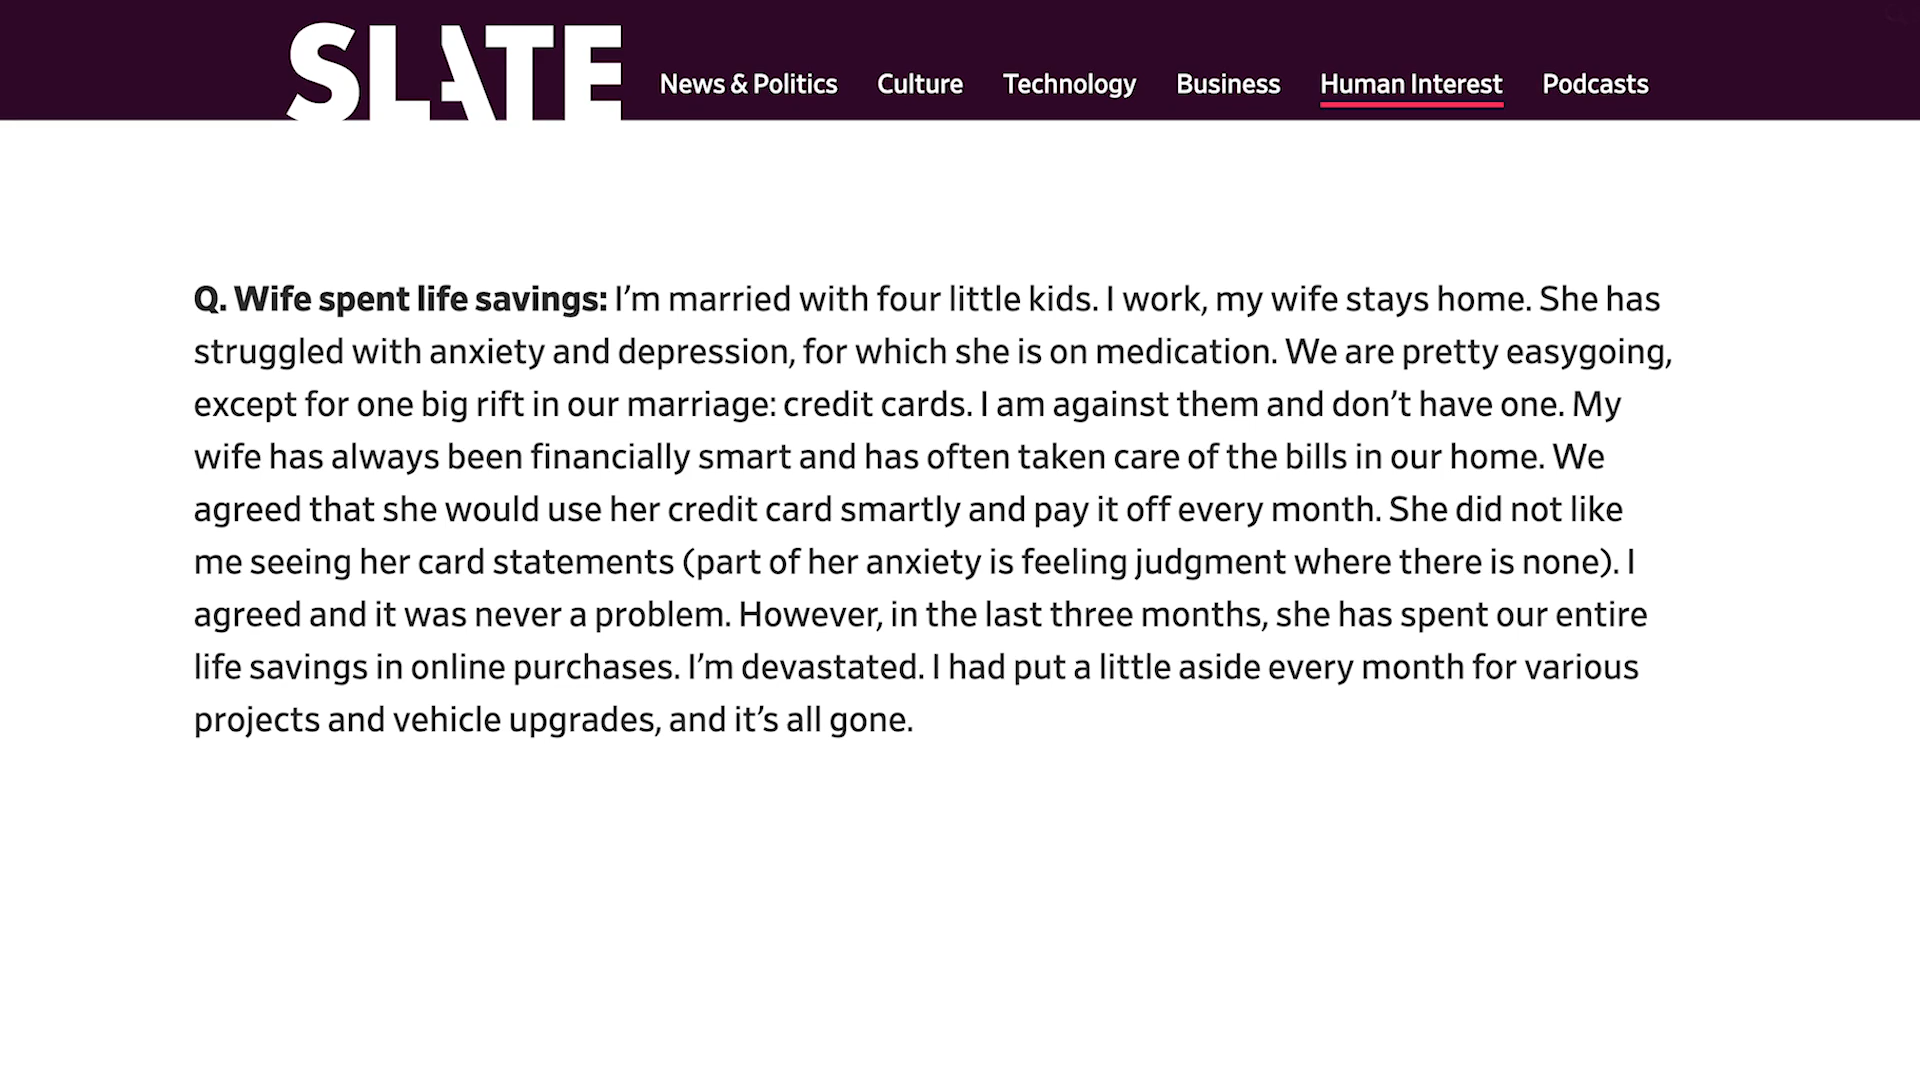 SLATE
News & Politics Culture Technology Business Human Interest Podcasts
Q. Wife spent life savings: I’m married with four little kids. I work, my wife stays home. She has
struggled with anxiety and depression, for which she is on medication. We are pretty easygoing,
except for one big rift in our marriage: credit cards. I am against them and don’t have one. My
wife has always been financially smart and has often taken care of the bills in our home. We
agreed that she would use her credit card smartly and pay it off every month. She did not like
me seeing her card statements (part of her anxiety is feeling judgment where there is none). I
agreed and it was never a problem. However, in the last three months, she has spent our entire
life savings in online purchases. I’m devastated. I had put a little aside every month for various
projects and vehicle upgrades, and it’s all gone.